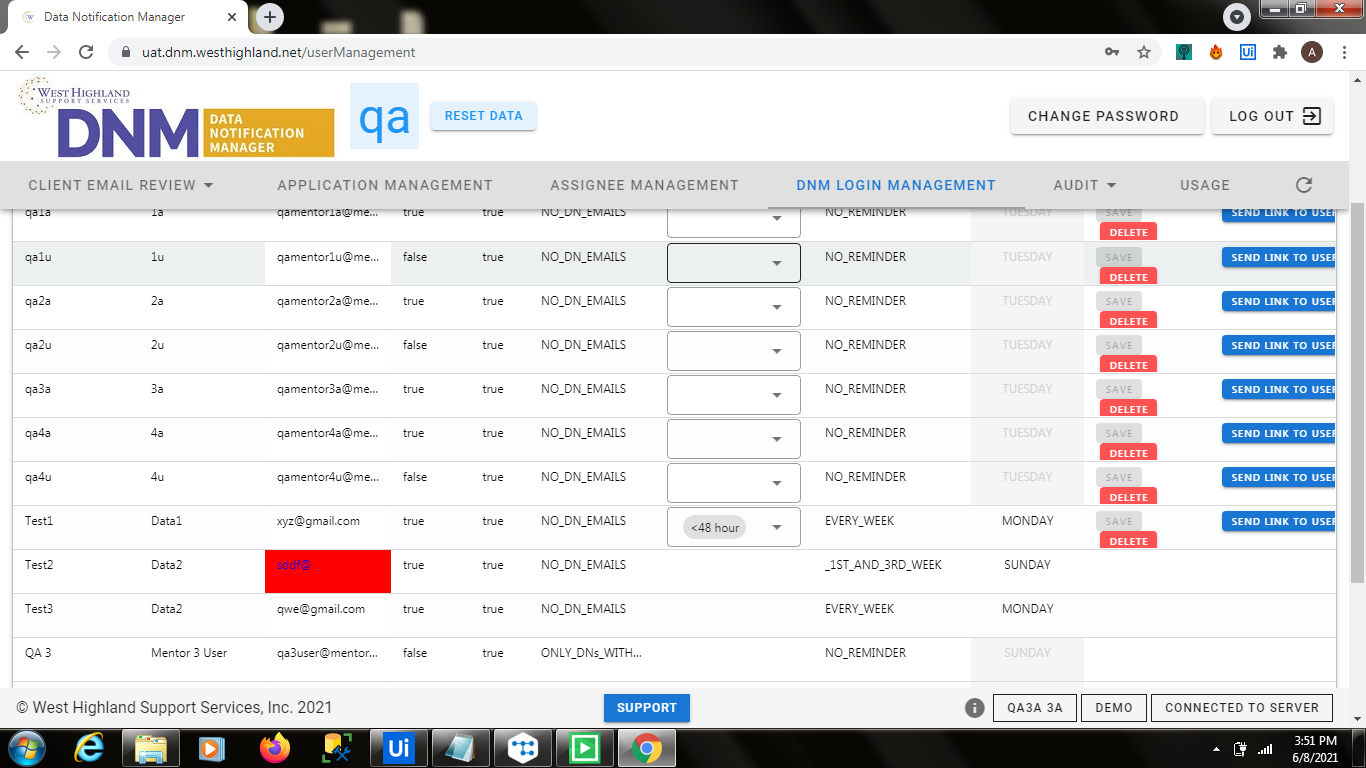 Data Notification Manager
uat.dnm.westhighland.net/userManagement
A
WEST HIGHLAND
SUPPORT SERVICES
DNM DATA NOTIFICATION MANAGER
qa
RESET DATA
CHANGE PASSWORD
LOG OUT
CLIENT EMAIL REVIEW APPLICATION MANAGEMENT ASSIGNEE MANAGEMENT DNM LOGIN MANAGEMENT AUDIT USAGE
qa1a 1a qamentor1a@me... true true NO_DN_EMAILS NO_REMINDER TUESDAY SAVE SEND LINK TO USER
DELETE
qa1u 1u qamentor1u@me... false true NO_DN_EMAILS NO_REMINDER TUESDAY SAVE SEND LINK TO USER
DELETE
qa2a 2a qamentor2a@me... true true NO_DN_EMAILS NO_REMINDER TUESDAY SAVE SEND LINK TO USER
DELETE
qa2u 2u qamentor2u@me... false true NO_DN_EMAILS NO_REMINDER TUESDAY SAVE SEND LINK TO USER
DELETE
qa3a 3a qamentor3a@me... true true NO_DN_EMAILS NO_REMINDER TUESDAY SAVE SEND LINK TO USER
DELETE
qa4a 4a qamentor4a@me... true true NO_DN_EMAILS NO_REMINDER TUESDAY SAVE SEND LINK TO USER
DELETE
qa4u 4u qamentor4u@me... false true NO_DN_EMAILS NO_REMINDER TUESDAY SAVE SEND LINK TO USER
DELETE
Test1 Data1 xyz@gmail.com true true NO_DN_EMAILS <48 hour EVERY_WEEK MONDAY SAVE SEND LINK TO USER
DELETE
Test2 Data2 sddf@ true true NO_DN_EMAILS _1ST_AND_3RD_WEEK SUNDAY
Test3 Data2 qwe@gmail.com true true NO_DN_EMAILS EVERY_WEEK MONDAY
QA 3 Mentor 3 User qa3user@mentor... false true ONLY_DNs_WITH... NO_REMINDER SUNDAY
© West Highland Support Services, Inc. 2021 SUPPORT QA3A 3A DEMO CONNECTED TO SERVER
Ui
3:51 PM
6/8/2021